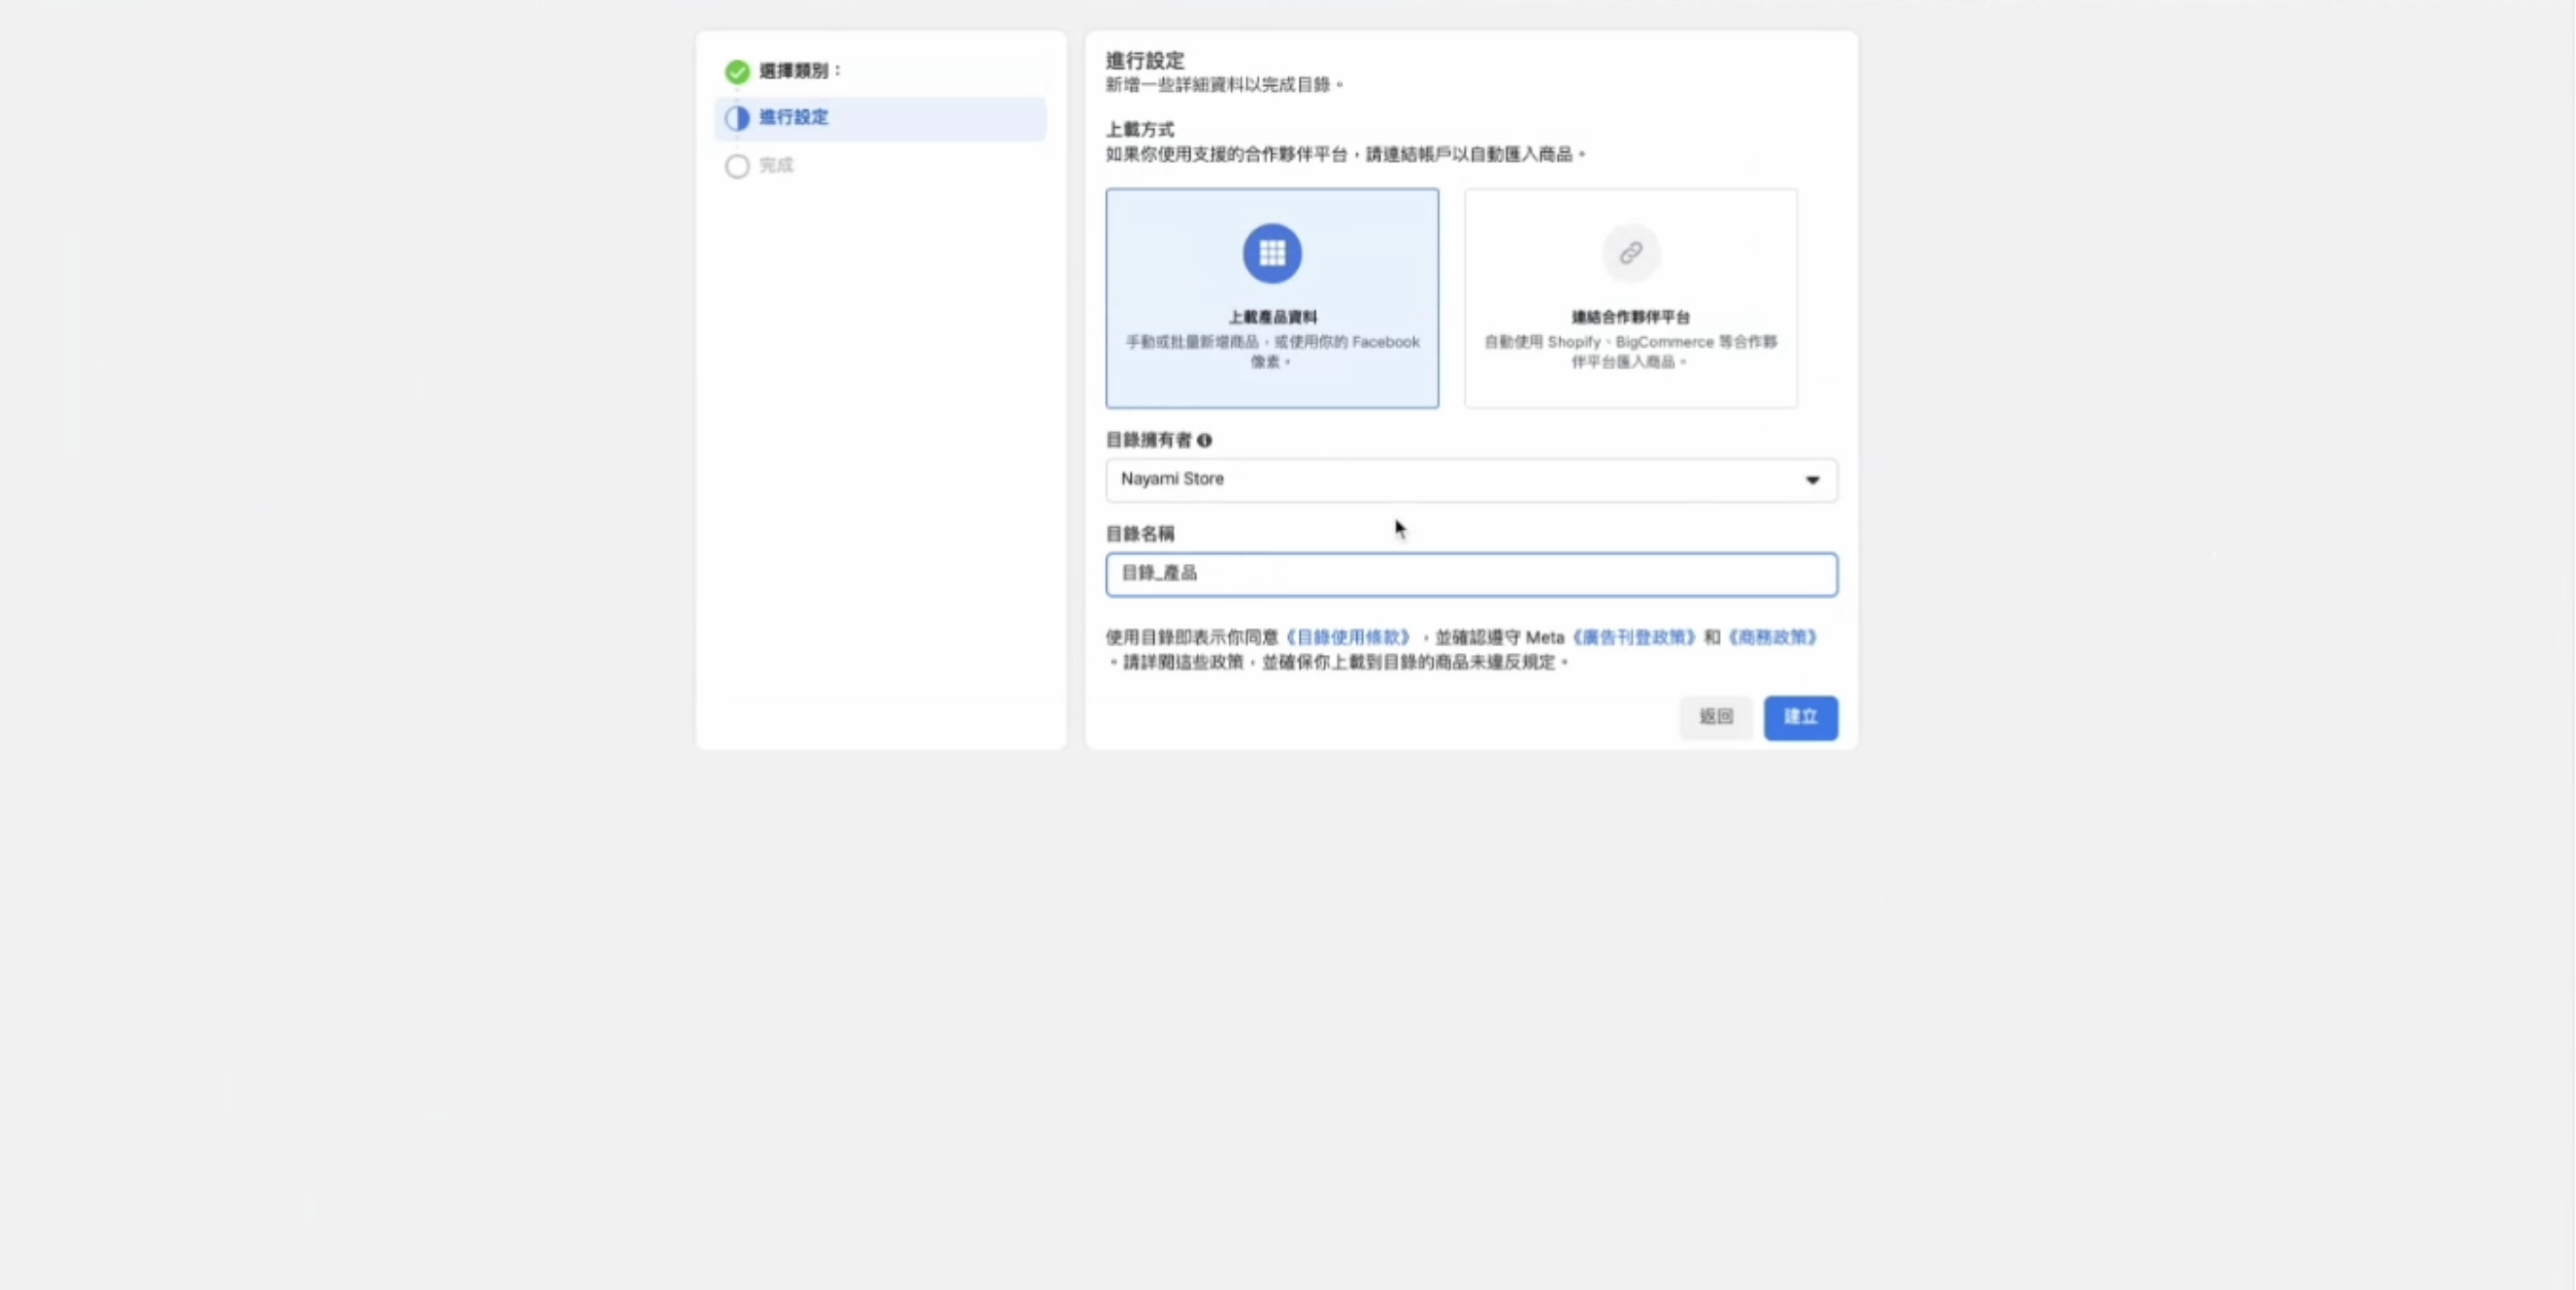 選擇類別：
進行設定
完成
進行設定
新增一些詳細資料以完成目錄。
上載方式
如果你使用支援的合作夥伴平台，請連結帳戶以自動匯入商品。
上載產品資料
手動或批量新增商品，或使用你的 Facebook
像素。
連結合作夥伴平台
自動使用 Shopify、BigCommerce 等合作夥
伴平台匯入商品。
目錄擁有者
Nayami Store
目錄名稱
目錄_產品
使用目錄即表示你同意《目錄使用條款》，並確認遵守 Meta《廣告刊登政策》和《商務政策》
。請詳閱這些政策，並確保你上載到目錄的商品未違反規定。
返回
建立